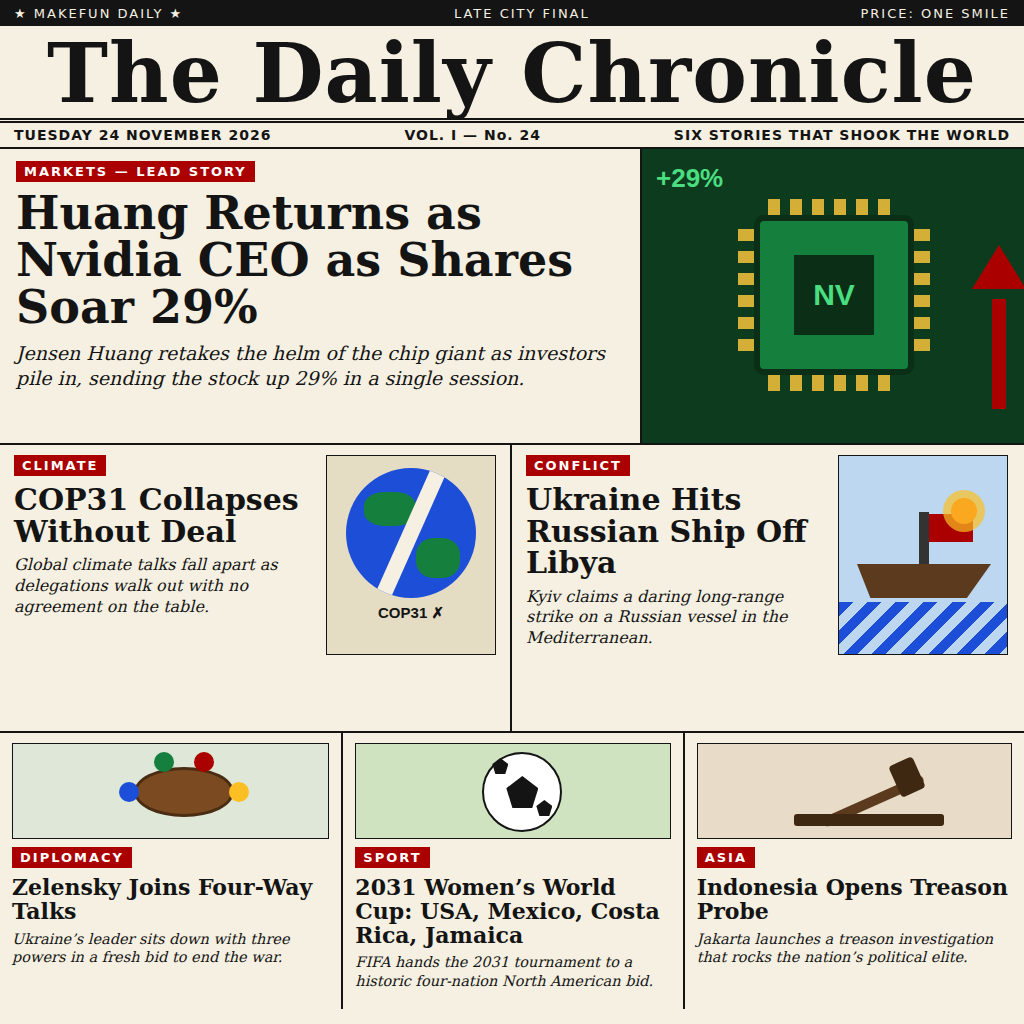 ★ MAKEFUN DAILY ★
LATE CITY FINAL
PRICE: ONE SMILE
The Daily Chronicle
TUESDAY 24 NOVEMBER 2026
VOL. I — No. 24
SIX STORIES THAT SHOOK THE WORLD
MARKETS — LEAD STORY
Huang Returns as
Nvidia CEO as Shares
Soar 29%
Jensen Huang retakes the helm of the chip giant as investors
pile in, sending the stock up 29% in a single session.
+29%
NV
CLIMATE
COP31 Collapses
Without Deal
Global climate talks fall apart as
delegations walk out with no
agreement on the table.
COP31 ✗
CONFLICT
Ukraine Hits
Russian Ship Off
Libya
Kyiv claims a daring long-range
strike on a Russian vessel in the
Mediterranean.
DIPLOMACY
Zelensky Joins Four-Way
Talks
Ukraine’s leader sits down with three
powers in a fresh bid to end the war.
SPORT
2031 Women’s World
Cup: USA, Mexico, Costa
Rica, Jamaica
FIFA hands the 2031 tournament to a
historic four-nation North American bid.
ASIA
Indonesia Opens Treason
Probe
Jakarta launches a treason investigation
that rocks the nation’s political elite.